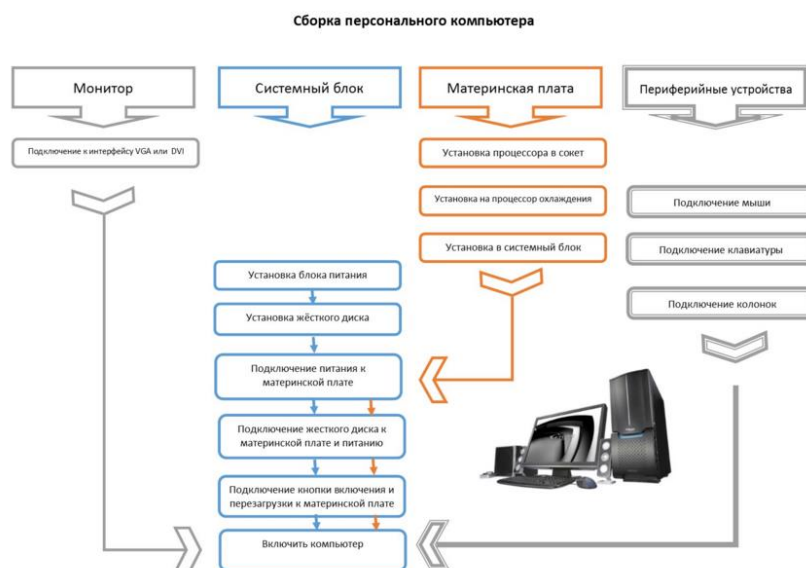 Сборка персонального компьютера
Монитор
Системный блок
Материнская плата
Периферийные устройства
Подключение к интерфейсу VGA или DVI
Установка процессора в сокет
Установка на процессор охлаждения
Установка в системный блок
Подключение мыши
Подключение клавиатуры
Подключение колонок
Установка блока питания
Установка жёсткого диска
Подключение питания к
материнской плате
Подключение жесткого диска к
материнской плате и питанию
Подключение кнопки включения и
перезагрузки к материнской плате
Включить компьютер